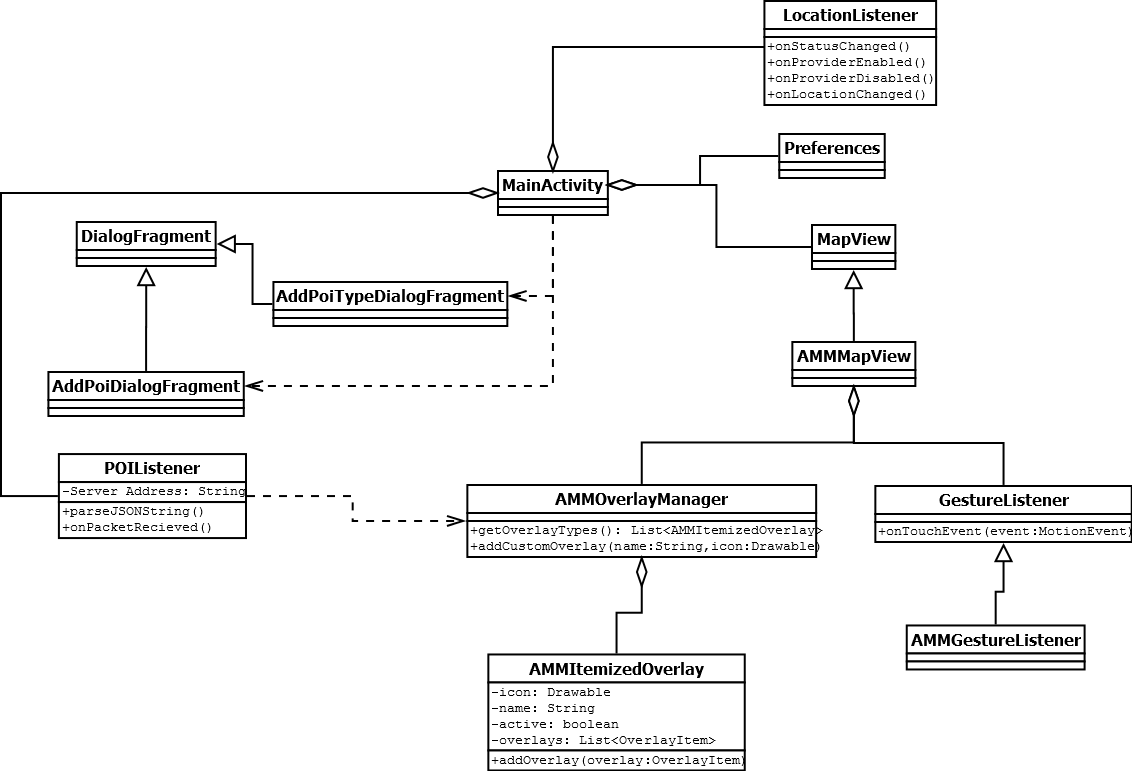 LocationListener
+onStatusChanged()
+onProviderEnabled()
+onProviderDisabled()
+onLocationChanged()
Preferences
MainActivity
DialogFragment
MapView
AddPoiTypeDialogFragment
AMMMapView
AddPoiDialogFragment
POIListener
-Server Address: String
+parseJSONString()
+onPacketRecieved()
AMMOverlayManager
+getOverlayTypes(): List<AMMItemizedOverlay>
+addCustomOverlay(name:String,icon:Drawable)
GestureListener
+onTouchEvent(event:MotionEvent)
AMMGestureListener
AMMItemizedOverlay
-icon: Drawable
-name: String
-active: boolean
-overlays: List<OverlayItem>
+addOverlay(overlay:OverlayItem)